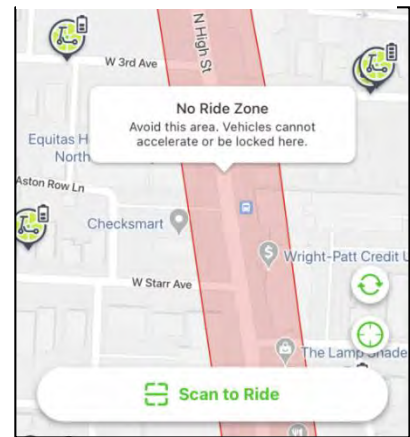 N High St
W 3rd Ave
No Ride Zone
Avoid this area. Vehicles cannot
accelerate or be locked here.
Equitas H
North
Aston Row Ln
Checksmart
Wright-Patt Credit U
W Starr Ave
The Lamp Shade
Scan to Ride